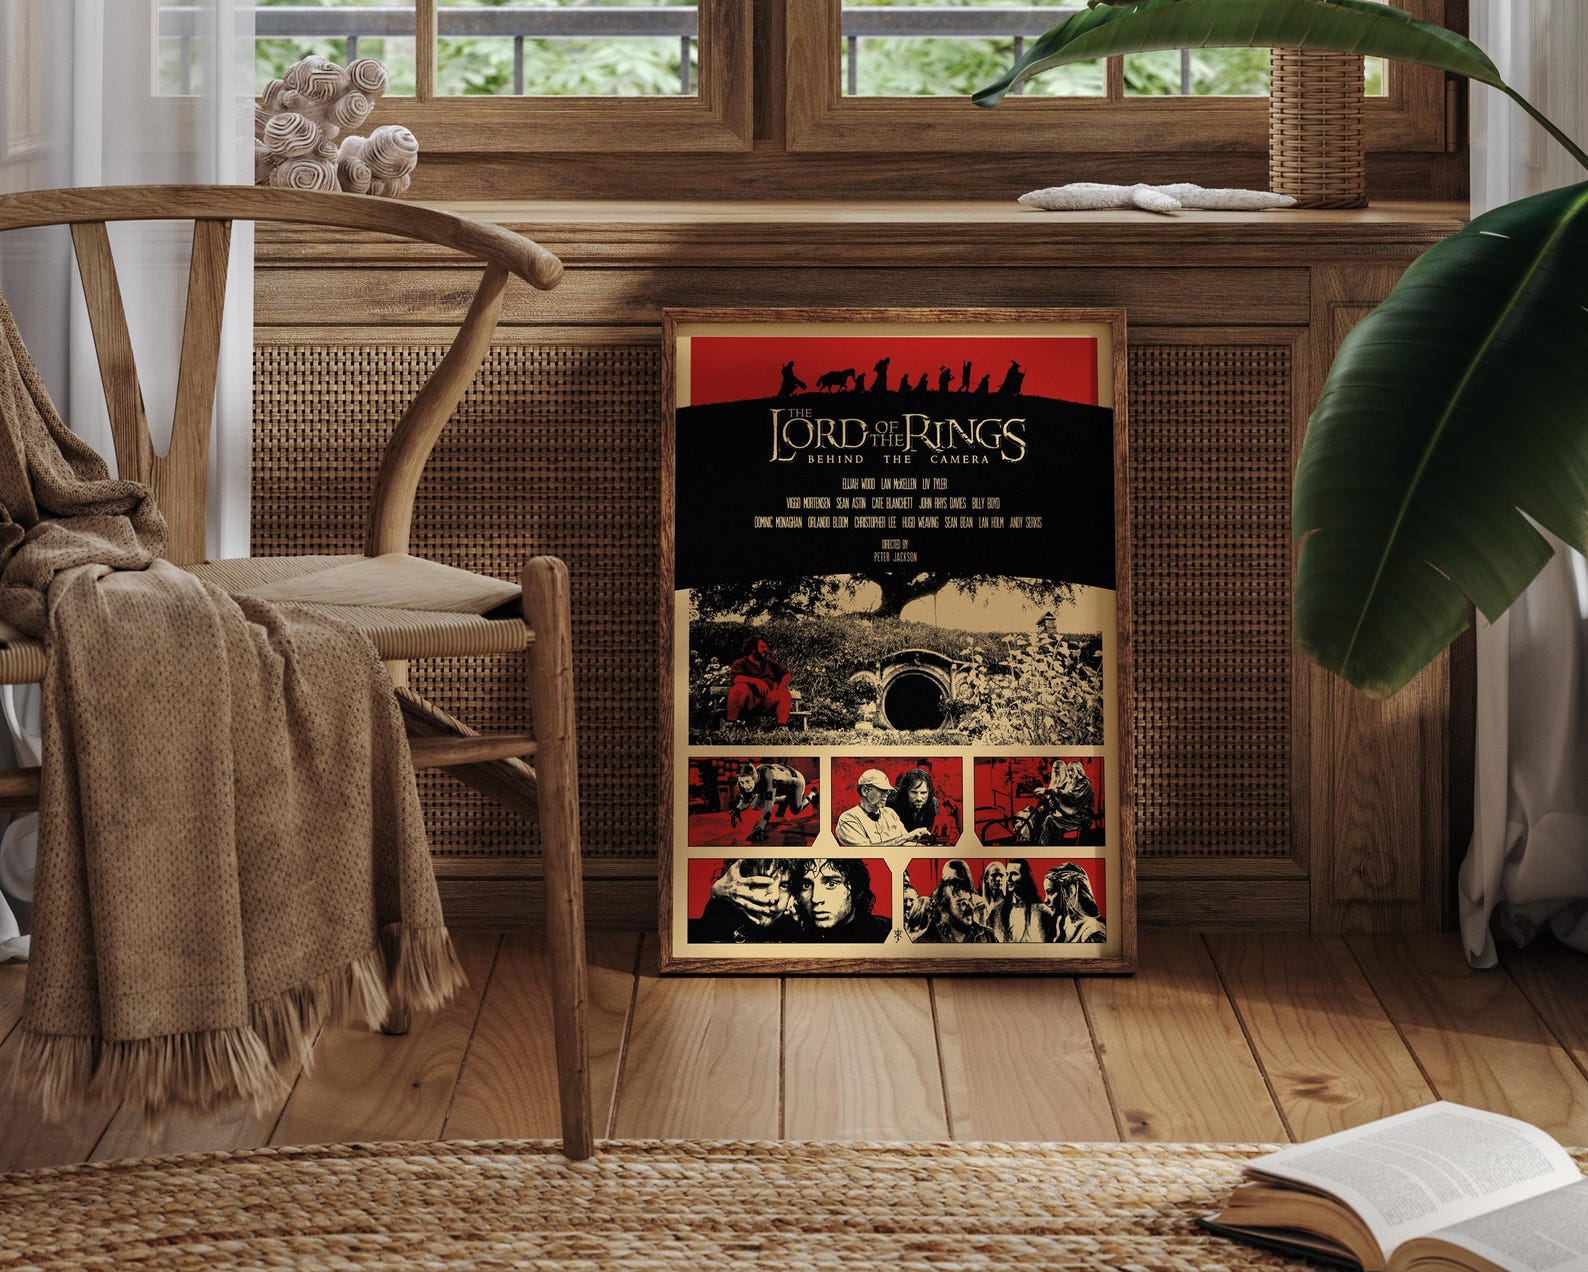 THE LORD OF THE RINGS
BEHIND THE CAMERA
ELIJAH WOOD LAN McKELLEN LIV TYLER
VIGGO MORTENSEN SEAN ASTIN CATE BLANCHETT JOHN RHYS DAVIES BILLY BOYD
DOMINIC MONAGHAN ORLANDO BLOOM CHRISTOPHER LEE HUGO WEAVING SEAN BEAN LAN HOLM ANDY SERKIS
DIRECTED BY
PETER JACKSON